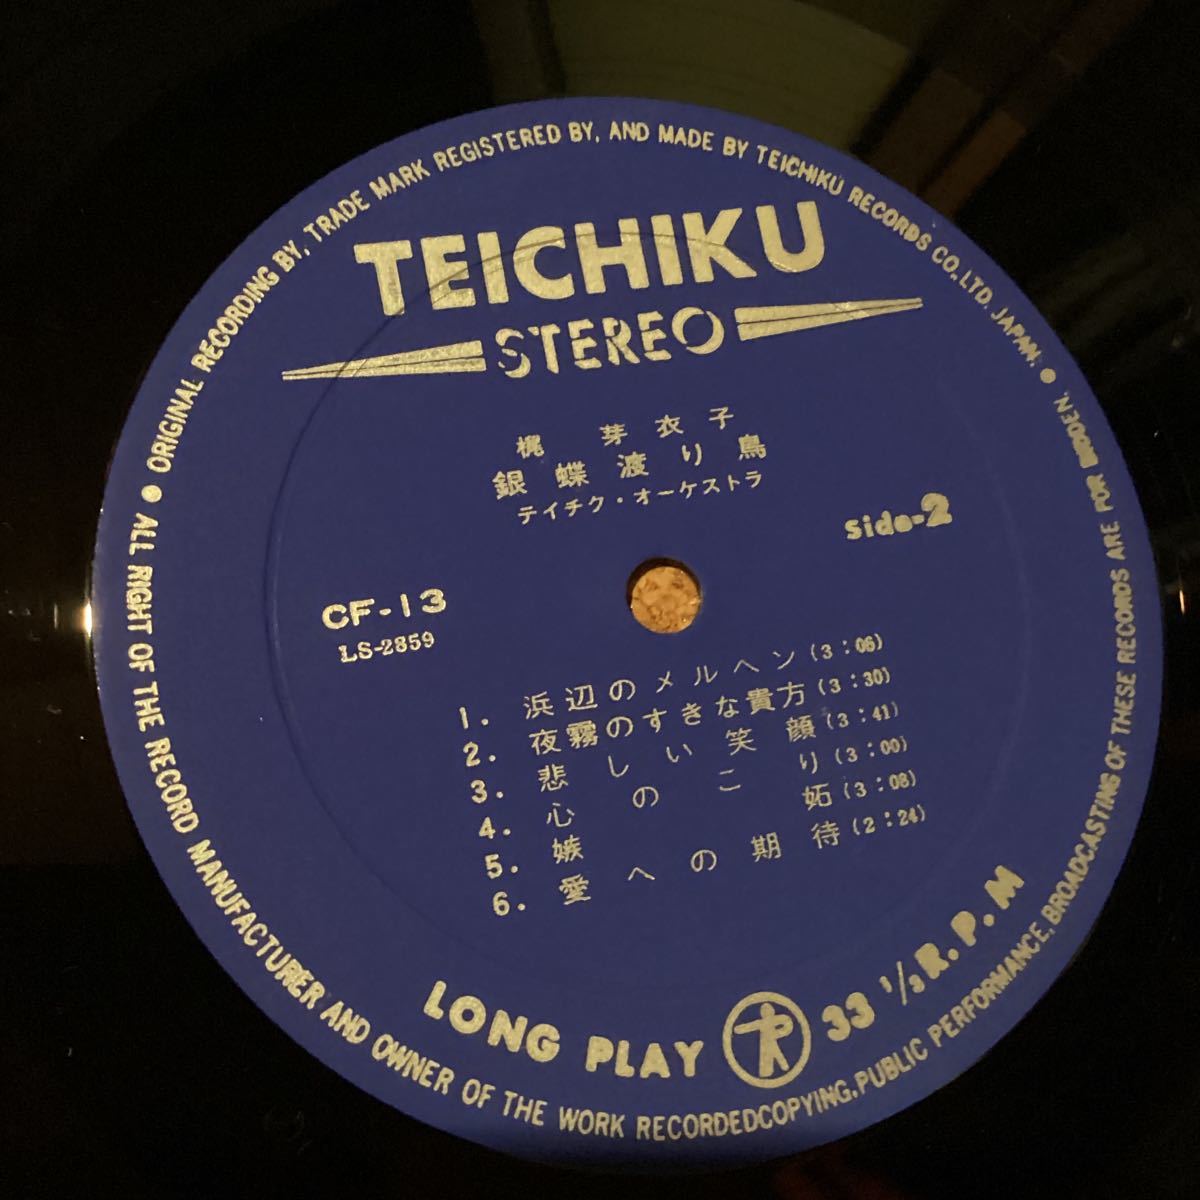 ORIGINAL RECORDING BY, TRADE MARK REGISTERED BY, AND MADE BY TEICHIKU RECORDS CO., LTD. JAPAN.
TEICHIKU
STEREO
梶 芽衣子
銀蝶渡り鳥
テイチク・オーケストラ
Side-2
CF-13
LS-2859
1. 浜辺のメルヘン (3:06)
2. 夜霧のすきな貴方 (3:30)
3. 悲しい笑顔 (3:41)
4. 心のこり (3:00)
5. 嫉妬 (3:08)
6. 愛への期待 (2:24)
LONG PLAY 33 1/3 R.P.M
ALL RIGHT OF THE RECORD MANUFACTURER AND OWNER OF THE WORK RECORDEDCOPYING, PUBLIC PERFORMANCE, BROADCASTING OF THESE RECORDS ARE FOR BIDDEN.